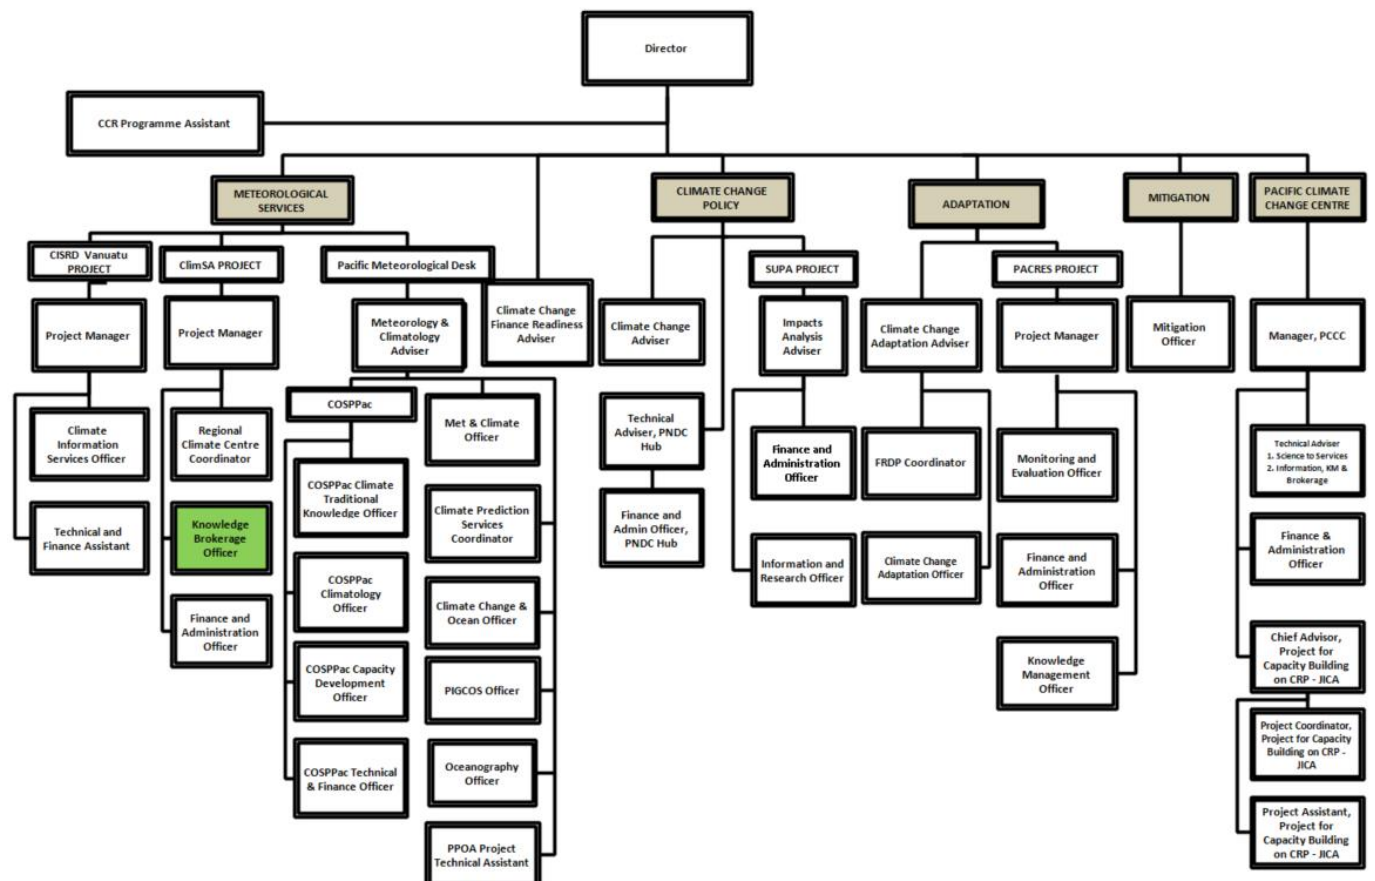 Director
CCR Programme Assistant
METEOROLOGICAL
SERVICES
CLIMATE CHANGE
POLICY
ADAPTATION
MITIGATION
PACIFIC CLIMATE
CHANGE CENTRE
CISRD Vanuatu
PROJECT
ClimSA PROJECT
Pacific Meteorological Desk
SUPA PROJECT
PACRES PROJECT
Project Manager
Project Manager
Meteorology &
Climatology
Adviser
Climate Change
Finance Readiness
Adviser
Climate Change
Adviser
Impacts
Analysis
Adviser
Climate Change
Adaptation Adviser
Project Manager
Mitigation
Officer
Manager, PCCC
Climate
Information
Services Officer
Technical and
Finance Assistant
Regional
Climate Centre
Coordinator
Knowledge
Brokerage
Officer
Finance and
Administration
Officer
COSPPac
COSPPac Climate
Traditional
Knowledge Officer
COSPPac
Climatology
Officer
COSPPac Capacity
Development
Officer
COSPPac Technical
& Finance Officer
Met & Climate
Officer
Climate Prediction
Services
Coordinator
Climate Change &
Ocean Officer
PIGCOS Officer
Oceanography
Officer
PPOA Project
Technical Assistant
Technical
Adviser, PNDC
Hub
Finance and
Admin Officer,
PNDC Hub
Finance and
Administration
Officer
Information and
Research Officer
FRDP Coordinator
Climate Change
Adaptation Officer
Monitoring and
Evaluation Officer
Finance and
Administration
Officer
Knowledge
Management
Officer
Technical Adviser
1. Science to Services
2. Information, KM &
Brokerage
Finance &
Administration
Officer
Chief Advisor,
Project for
Capacity Building
on CRP - JICA
Project Coordinator,
Project for Capacity
Building on CRP -
JICA
Project Assistant,
Project for
Capacity Building
on CRP - JICA